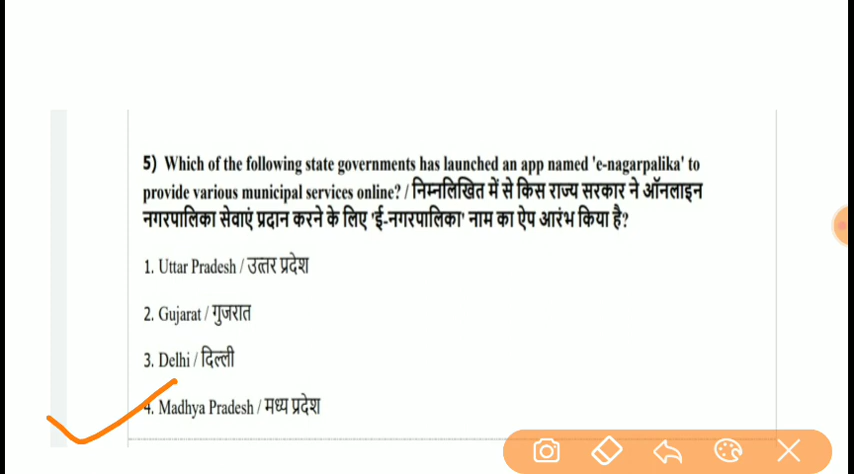 5) Which of the following state governments has launched an app named 'e-nagarpalika' to
provide various municipal services online? / निम्नलिखित में से किस राज्य सरकार ने ऑनलाइन
नगरपालिका सेवाएं प्रदान करने के लिए 'ई-नगरपालिका' नाम का ऐप आरंभ किया है?
1. Uttar Pradesh / उत्तर प्रदेश
2. Gujarat / गुजरात
3. Delhi / दिल्ली
4. Madhya Pradesh / मध्य प्रदेश